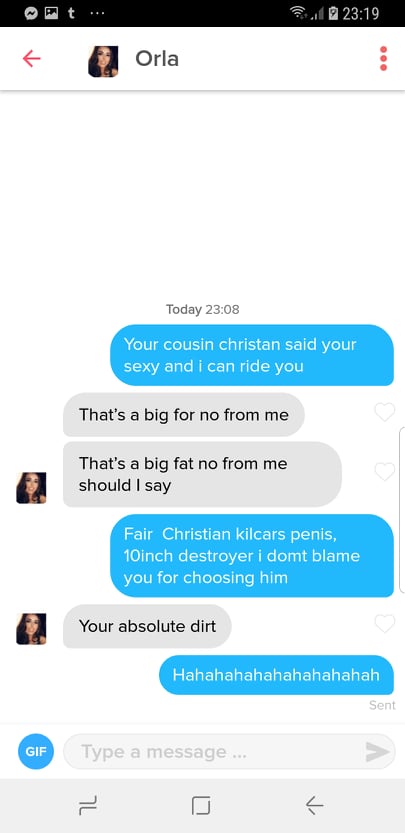 t ... 23:19
Orla
Today 23:08
Your cousin christan said your
sexy and i can ride you
That's a big for no from me
That's a big fat no from me
should I say
Fair Christian kilcars penis,
10inch destroyer i domt blame
you for choosing him
Your absolute dirt
Hahahahahahahahahahah
Sent
GIF Type a message ...